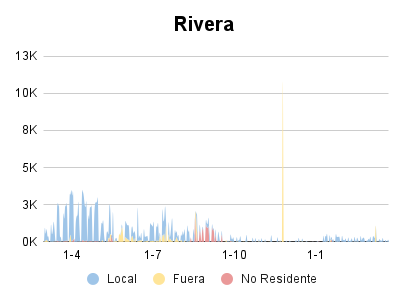 Rivera
13K
10K
8K
5K
3K
0K
1-4 1-7 1-10 1-1
Local Fuera No Residente